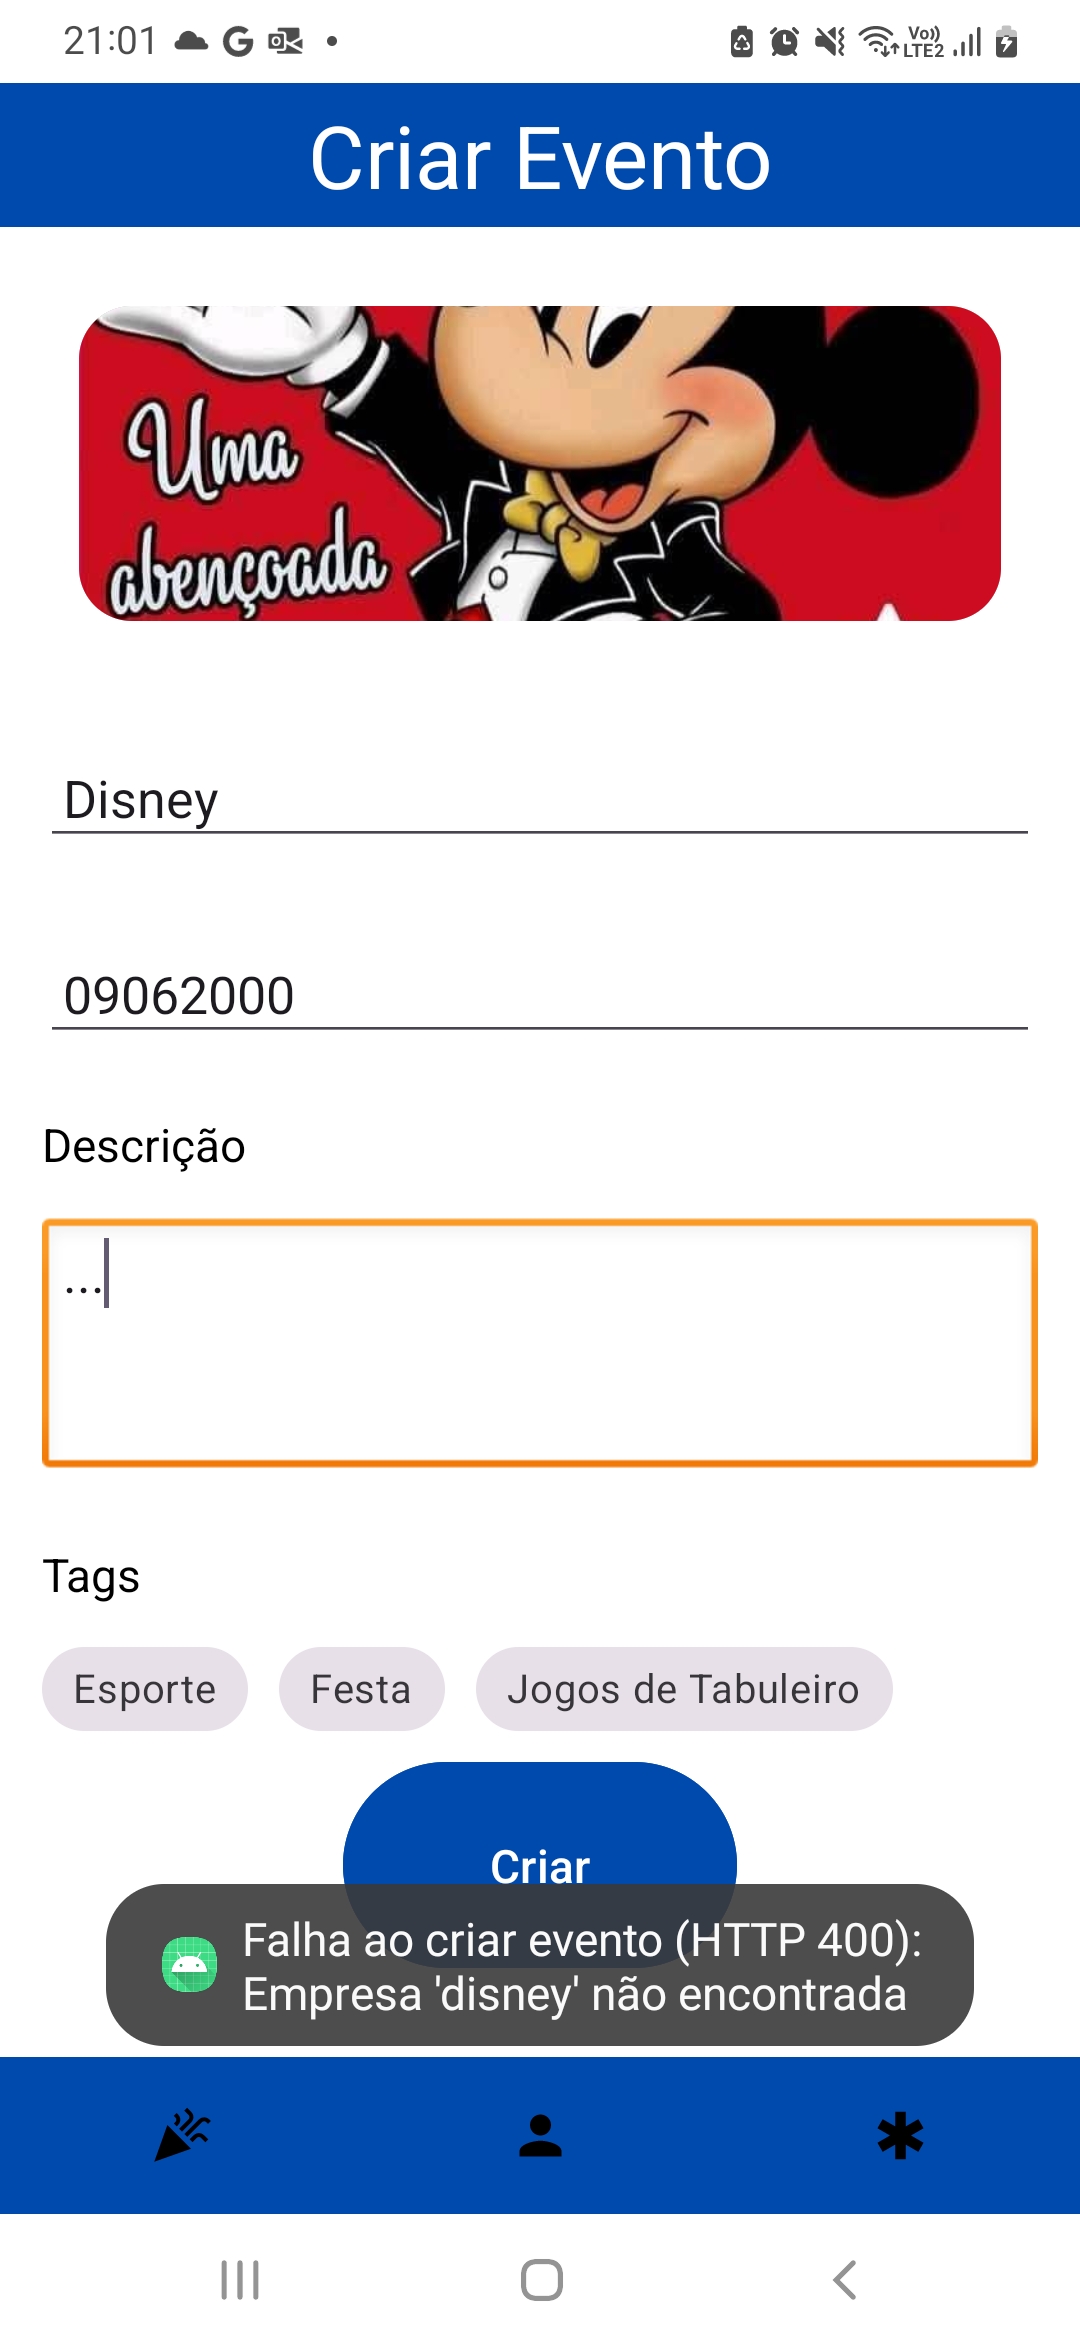 21:01
Vo))
LTE2
Criar Evento
Uma
abençoada
Disney
09062000
Descrição
...
Tags
Esporte Festa Jogos de Tabuleiro
Criar
Falha ao criar evento (HTTP 400):
Empresa 'disney' não encontrada